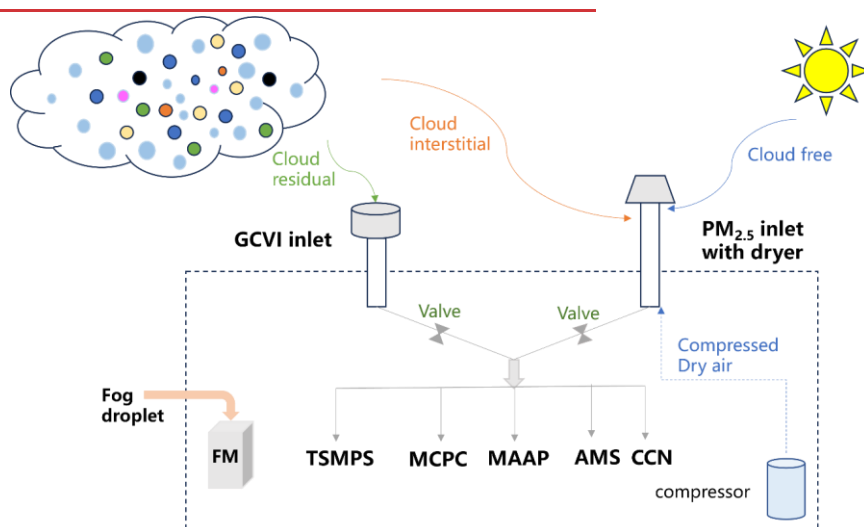 Cloud
interstitial
Cloud
residual
Cloud free
GCVI inlet
PM2.5 inlet
with dryer
Valve
Valve
Compressed
Dry air
Fog
droplet
FM
TSMPS
MCPC
MAAP
AMS
CCN
compressor